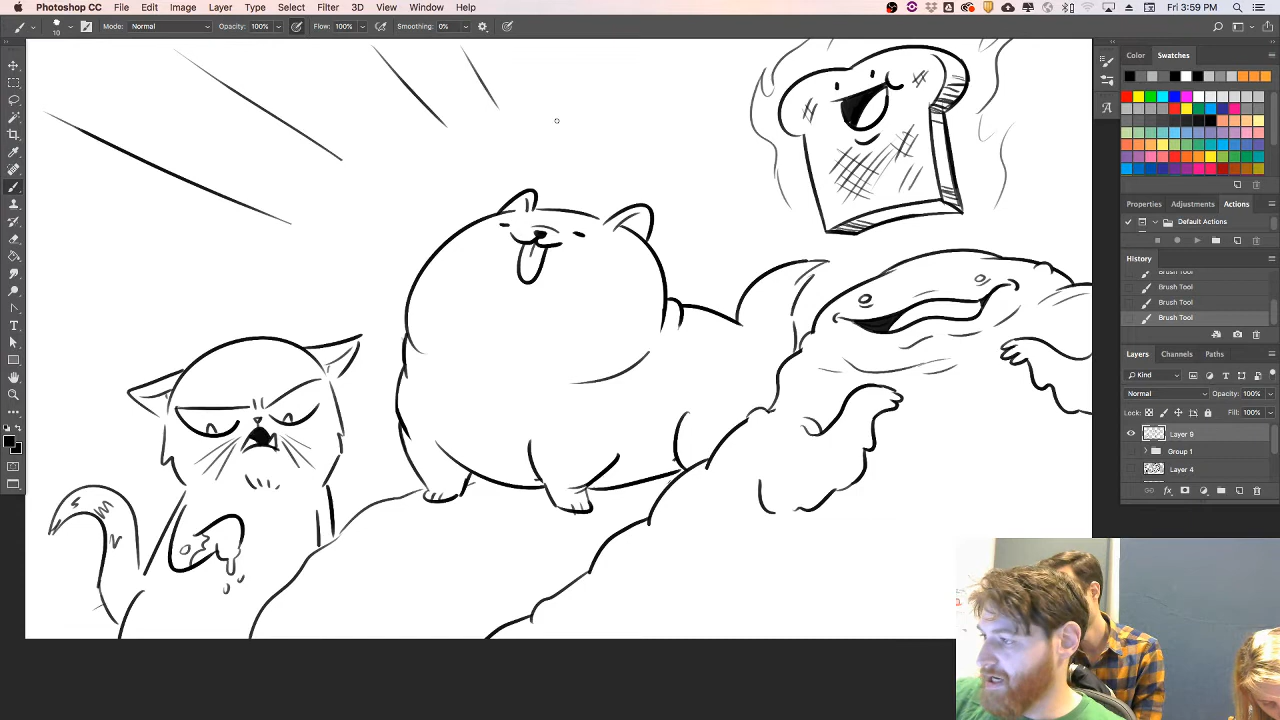 Photoshop CC File Edit Image Layer Type Select Filter 3D View Window Help Fri 3:59 PM
10 Mode: Normal Opacity: 100% Flow: 100% Smoothing: 0%
Color Swatches
Properties Adjustments Actions
Default Actions
History
Brush Tool
Brush Tool
Brush Tool
Brush Tool
Layers Channels Paths
Kind
Normal Opacity: 100%
Lock: Fill: 100%
Layer 9
Group 1
Layer 4